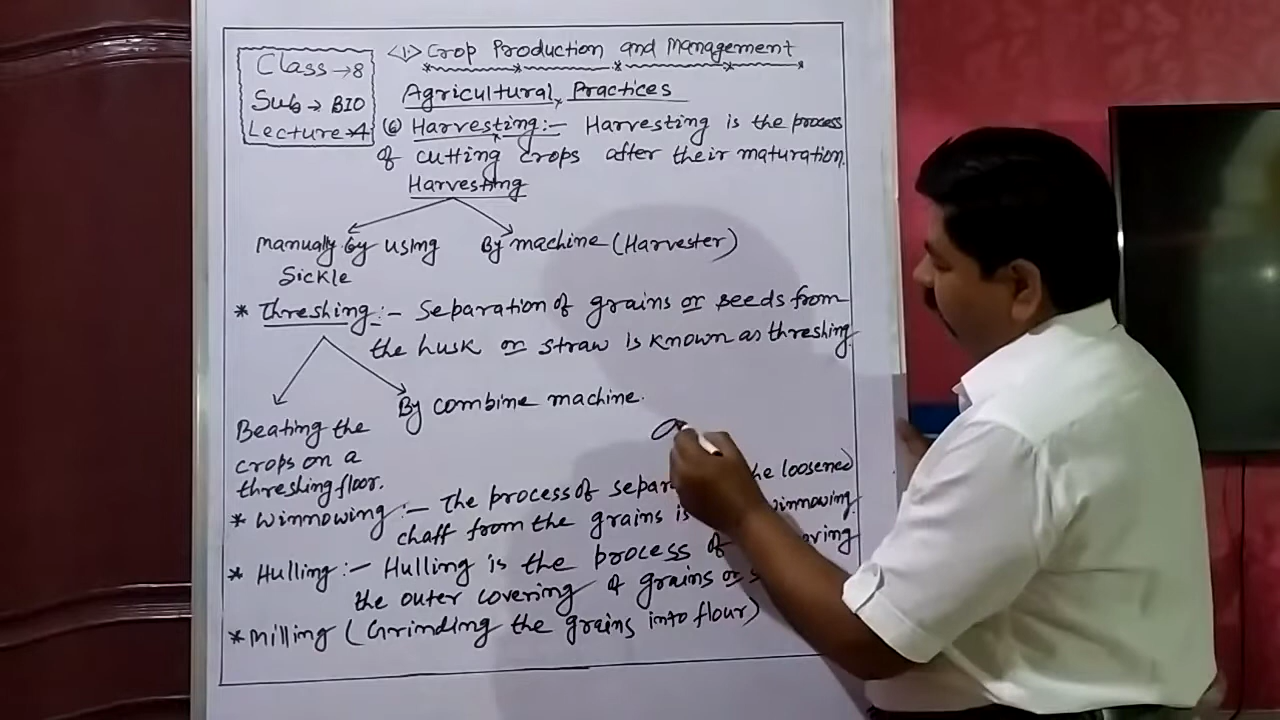 Class → 8
Sub → BIO
Lecture → 4
<1> Crop Production and Management
Agricultural Practices
(6) Harvesting :- Harvesting is the process
of cutting crops after their maturation.
Harvesting
Manually by using
Sickle
By machine (Harvester)
* Threshing :- Separation of grains or seeds from
the husk or straw is known as threshing.
Beating the
crops on a
threshing floor.
By combine machine.
* Winnowing :- The process of the loosened
chaff from the grains is winnowing.
* Hulling :- Hulling is the process of
the outer covering of grains or
* Milling (Grinding the grains into flour)